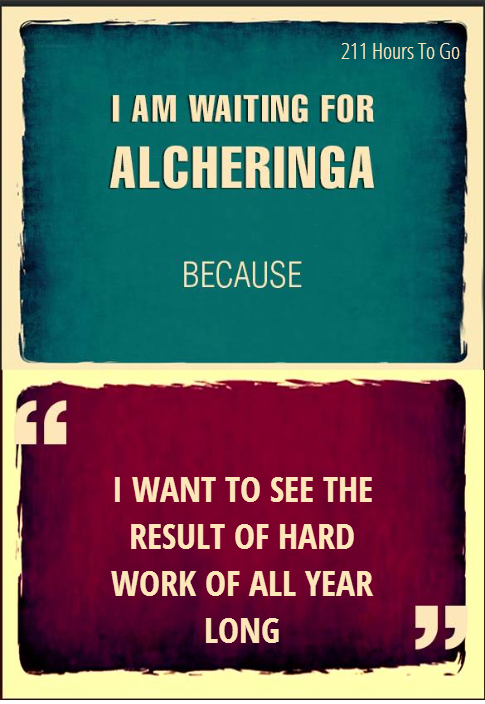 211 Hours To Go
I AM WAITING FOR
ALCHERINGA
BECAUSE
“
I WANT TO SEE THE
RESULT OF HARD
WORK OF ALL YEAR
LONG
”